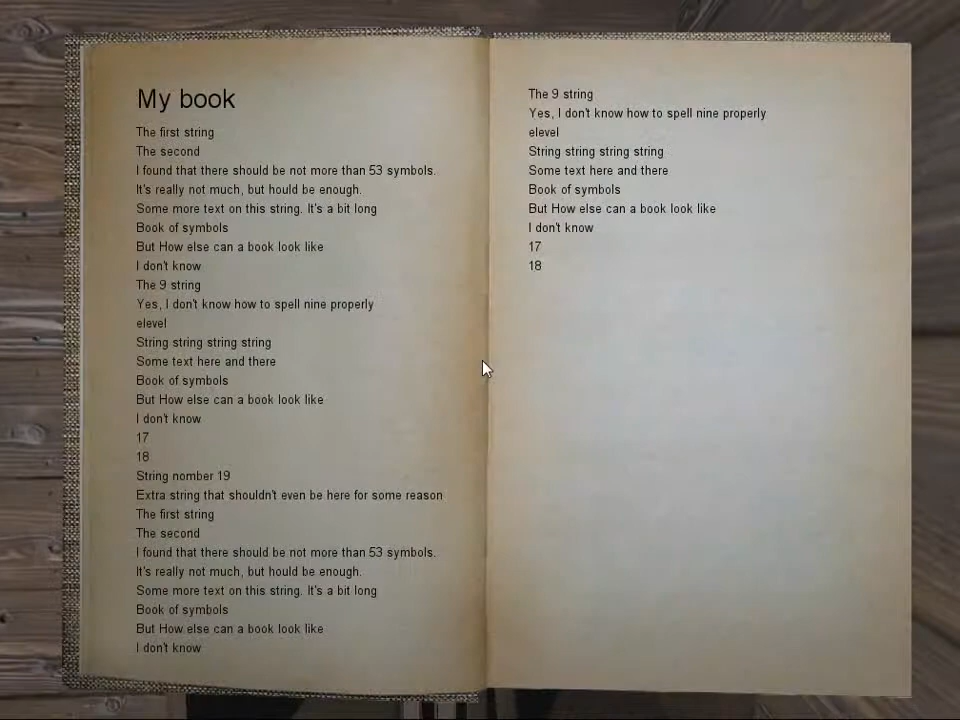 My book
The first string
The second
I found that there should be not more than 53 symbols.
It's really not much, but hould be enough.
Some more text on this string. It's a bit long
Book of symbols
But How else can a book look like
I don't know
The 9 string
Yes, I don't know how to spell nine properly
elevel
String string string string
Some text here and there
Book of symbols
But How else can a book look like
I don't know
17
18
String nomber 19
Extra string that shouldn't even be here for some reason
The first string
The second
I found that there should be not more than 53 symbols.
It's really not much, but hould be enough.
Some more text on this string. It's a bit long
Book of symbols
But How else can a book look like
I don't know
The 9 string
Yes, I don't know how to spell nine properly
elevel
String string string string
Some text here and there
Book of symbols
But How else can a book look like
I don't know
17
18